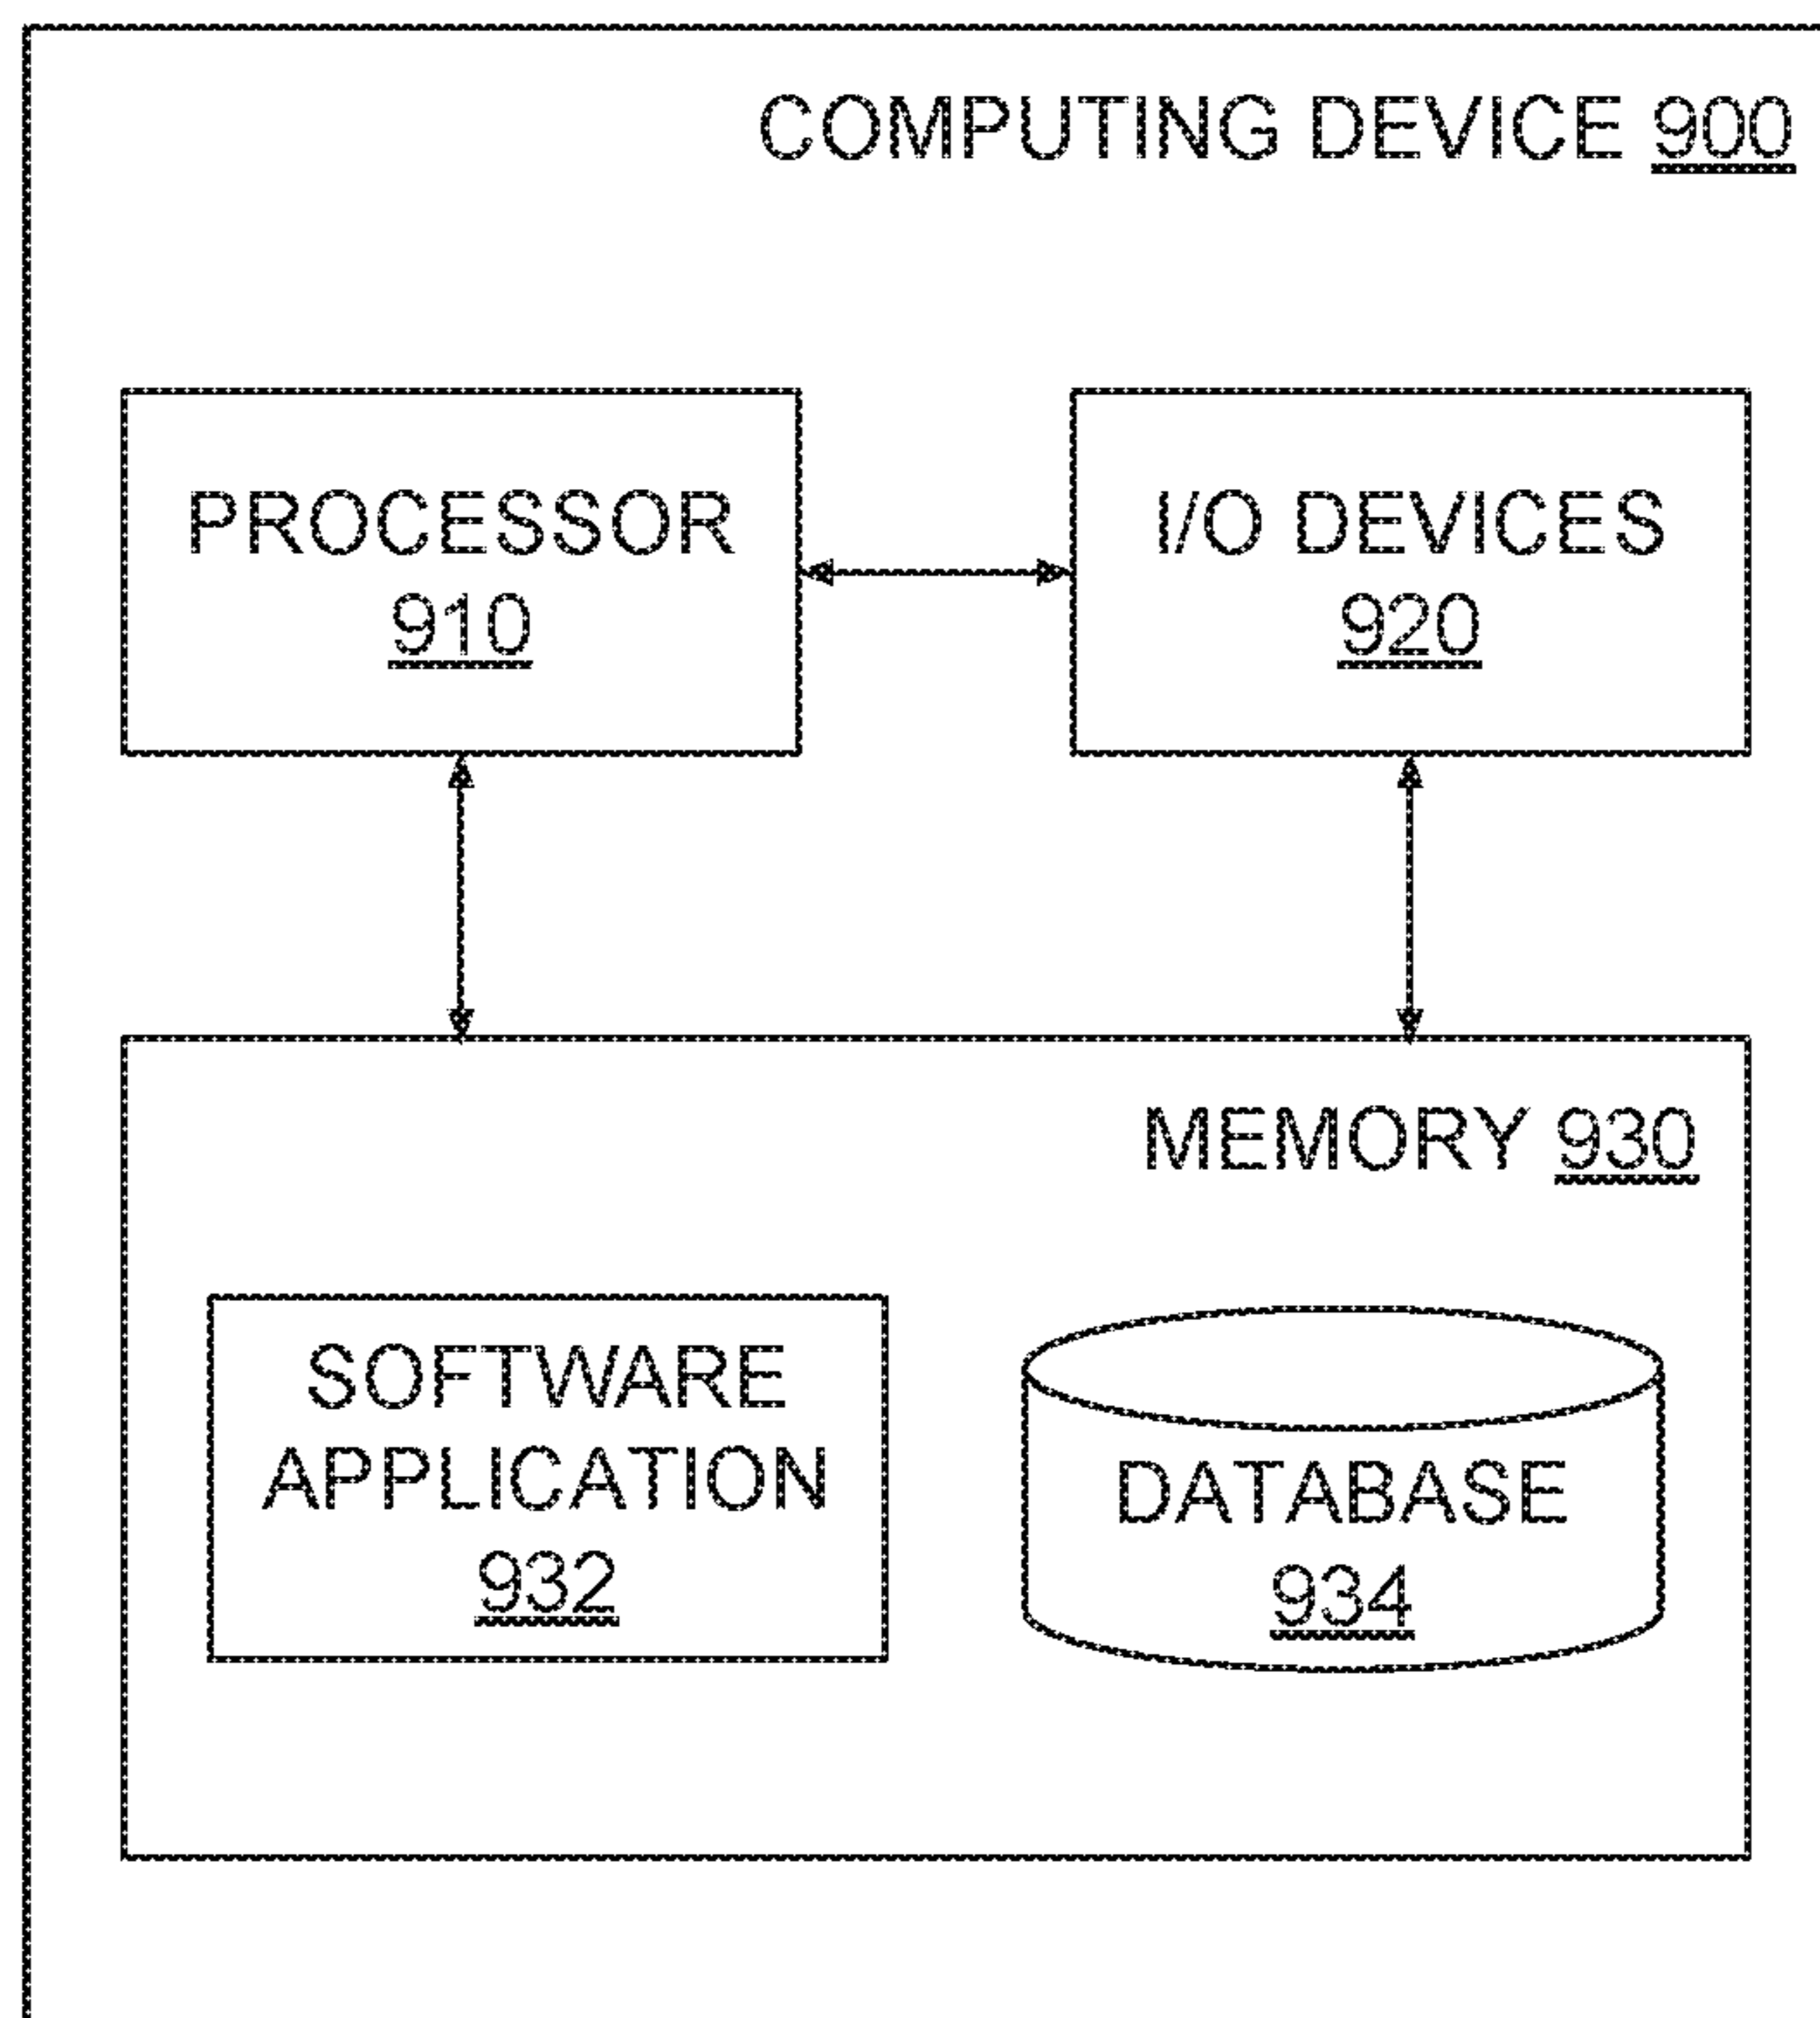 COMPUTING DEVICE 900
PROCESSOR
910
I/O DEVICES
920
MEMORY 930
SOFTWARE
APPLICATION
932
DATABASE
934